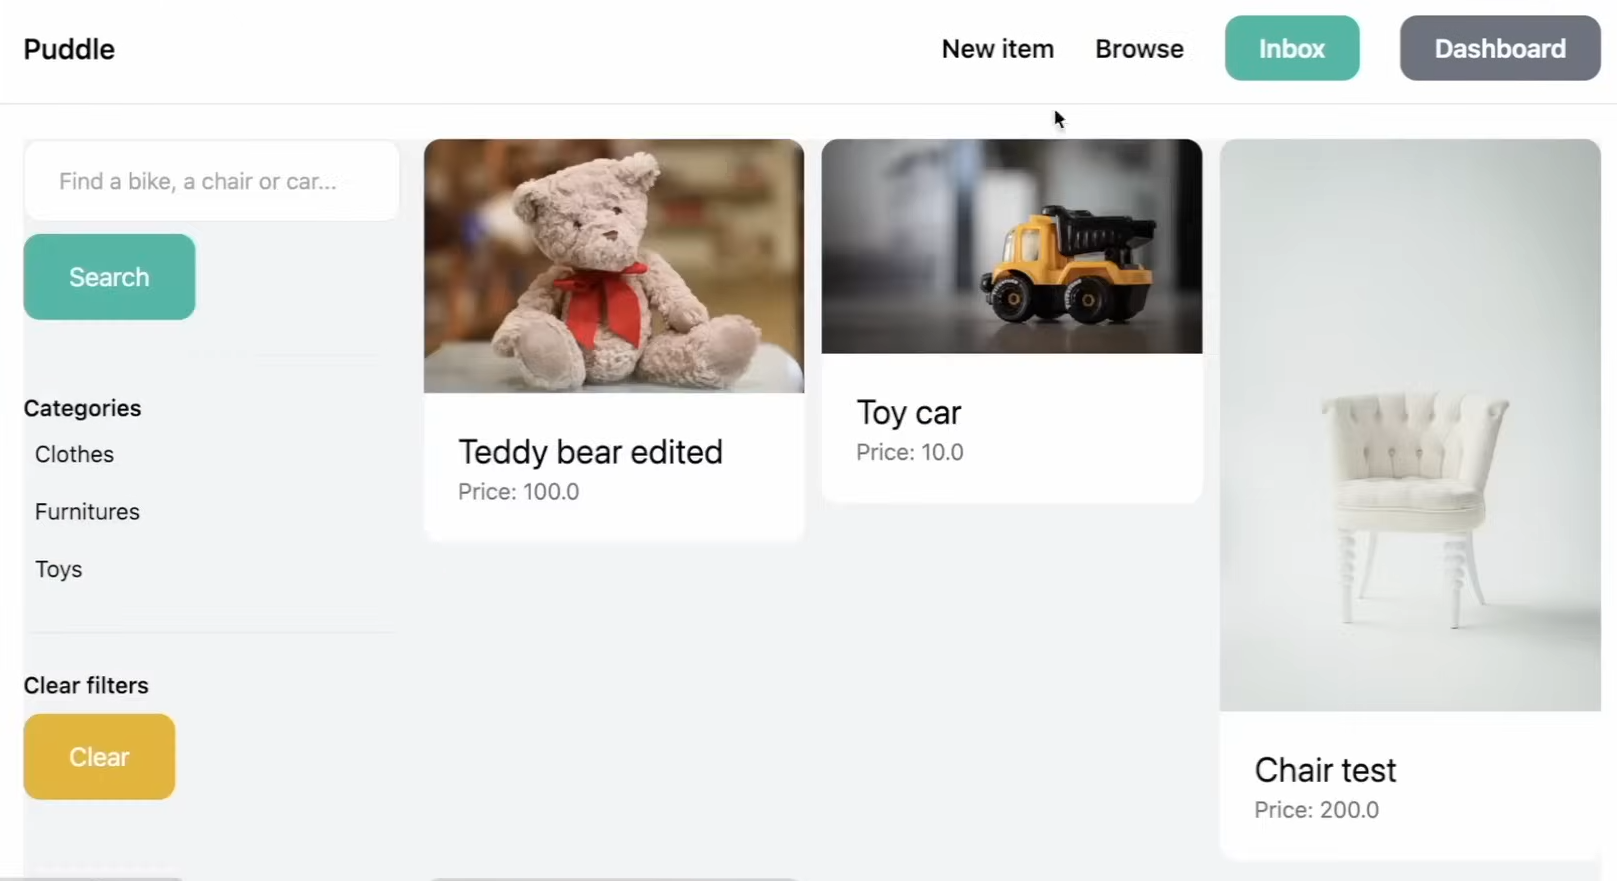 Puddle
New item
Browse
Inbox
Dashboard
Find a bike, a chair or car...
Search
Categories
Clothes
Furnitures
Toys
Clear filters
Clear
Teddy bear edited
Price: 100.0
Toy car
Price: 10.0
Chair test
Price: 200.0